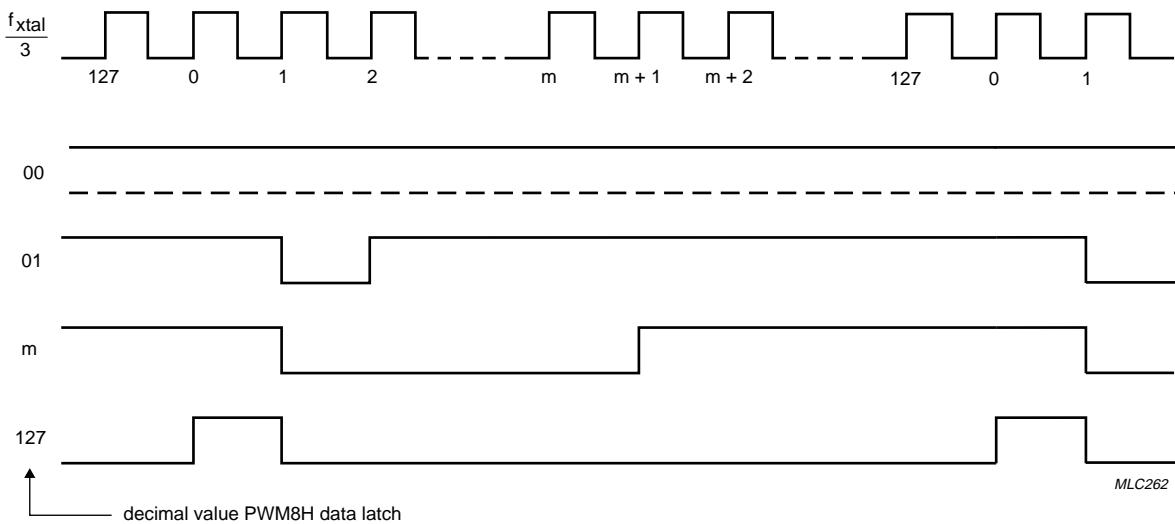 f xtal
3
127 0 1 2 m m + 1 m + 2 127 0 1
00
01
m
127
MLC262
decimal value PWM8H data latch